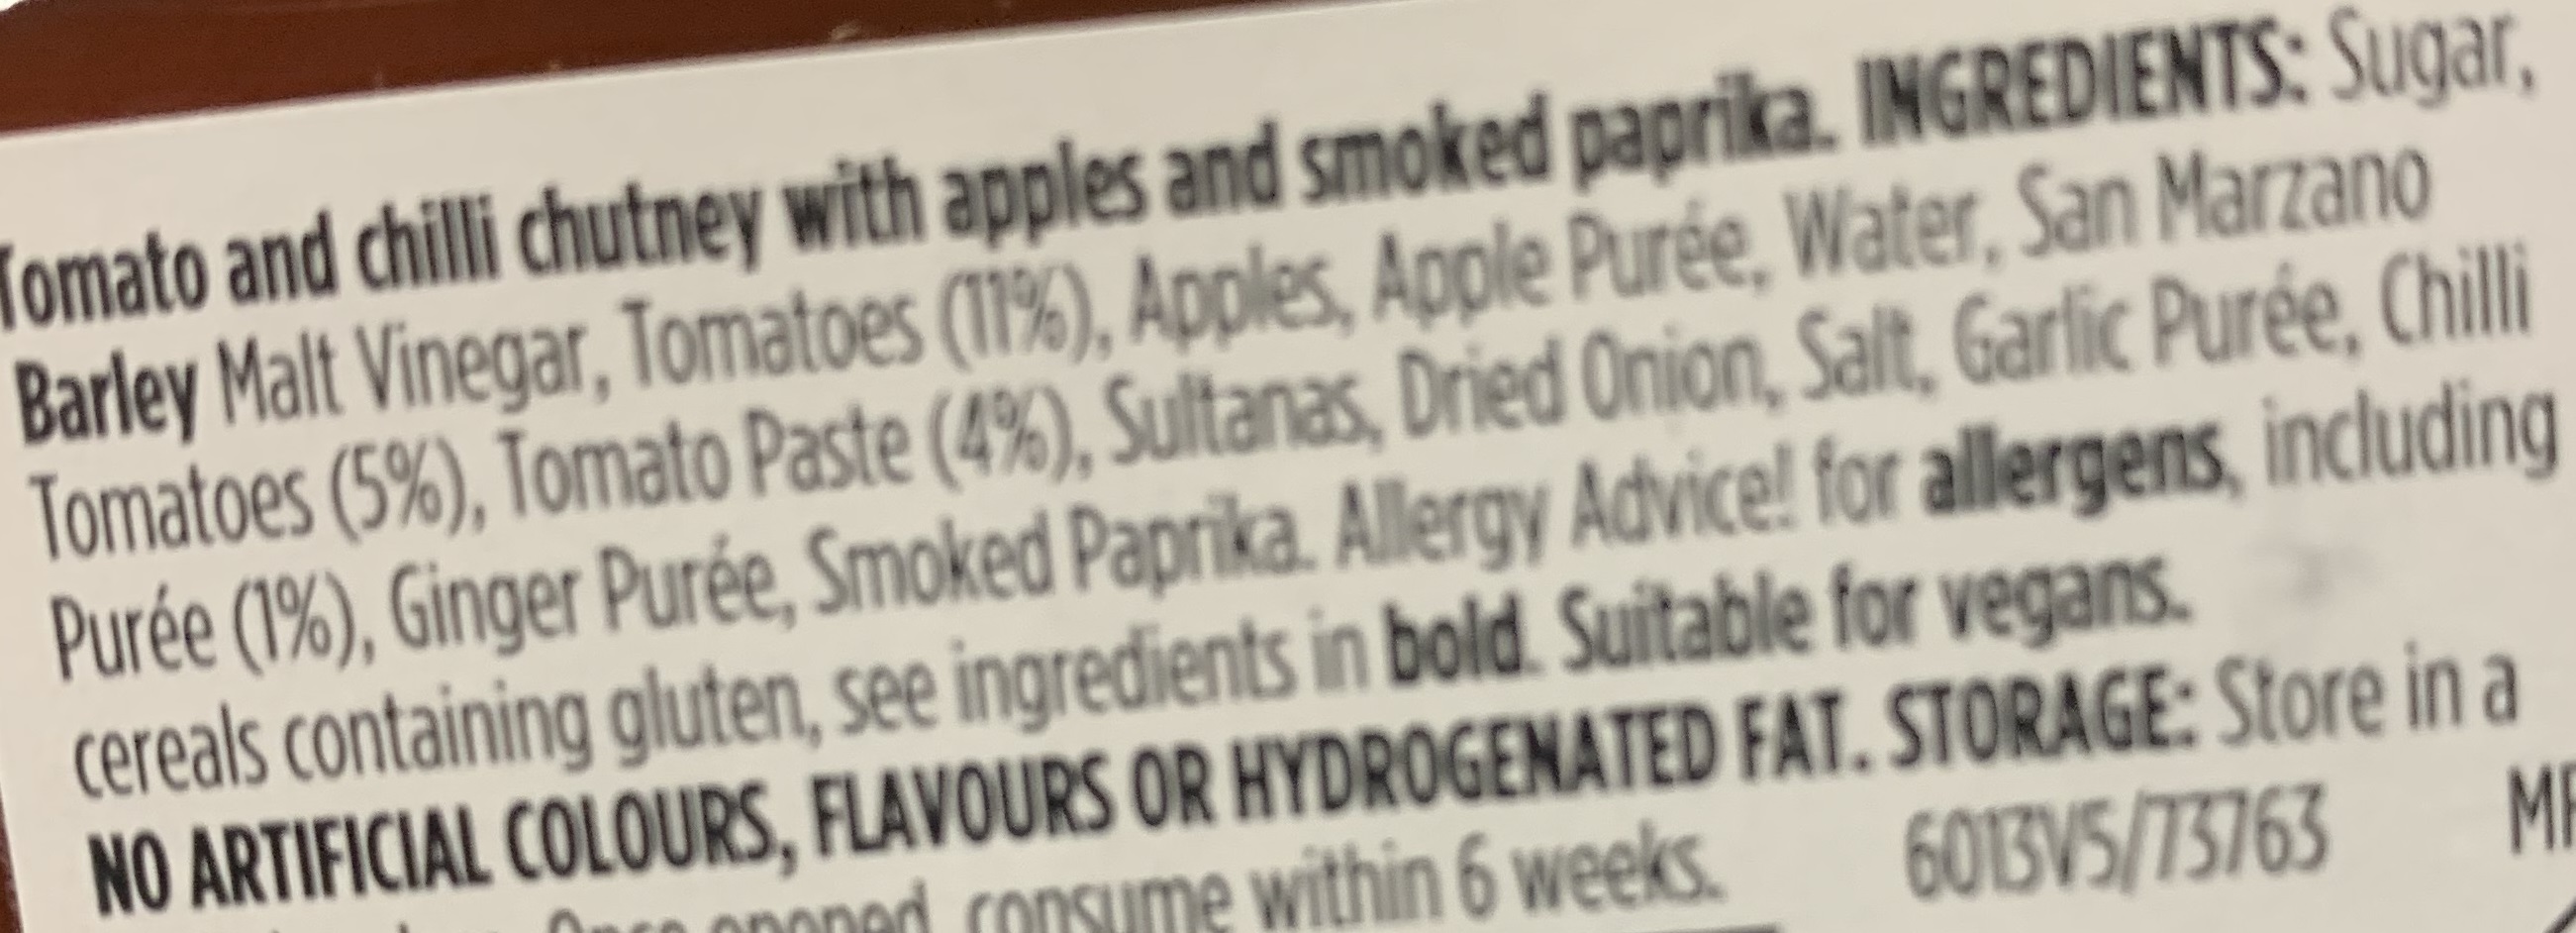 Tomato and chilli chutney with apples and smoked paprika. INGREDIENTS: Sugar,
Barley Malt Vinegar, Tomatoes (11%), Apples, Apple Purée, Water, San Marzano
Tomatoes (5%), Tomato Paste (4%), Sultanas, Dried Onion, Salt, Garlic Purée, Chilli
Purée (1%), Ginger Purée, Smoked Paprika. Allergy Advice! for allergens, including
cereals containing gluten, see ingredients in bold. Suitable for vegans.
NO ARTIFICIAL COLOURS, FLAVOURS OR HYDROGENATED FAT. STORAGE: Store in a
Once opened, consume within 6 weeks. 6013V5/73763